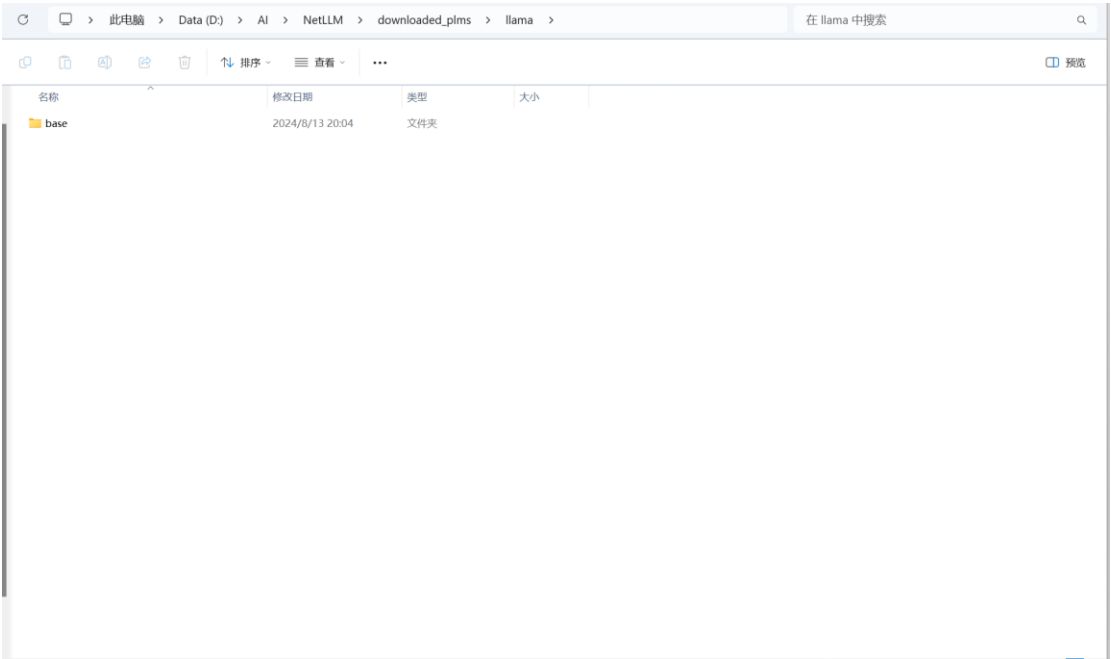 此电脑 > Data (D:) > AI > NetLLM > downloaded_plms > llama > 在 llama 中搜索
排序 查看 ... 预览
名称 修改日期 类型 大小
base 2024/8/13 20:04 文件夹